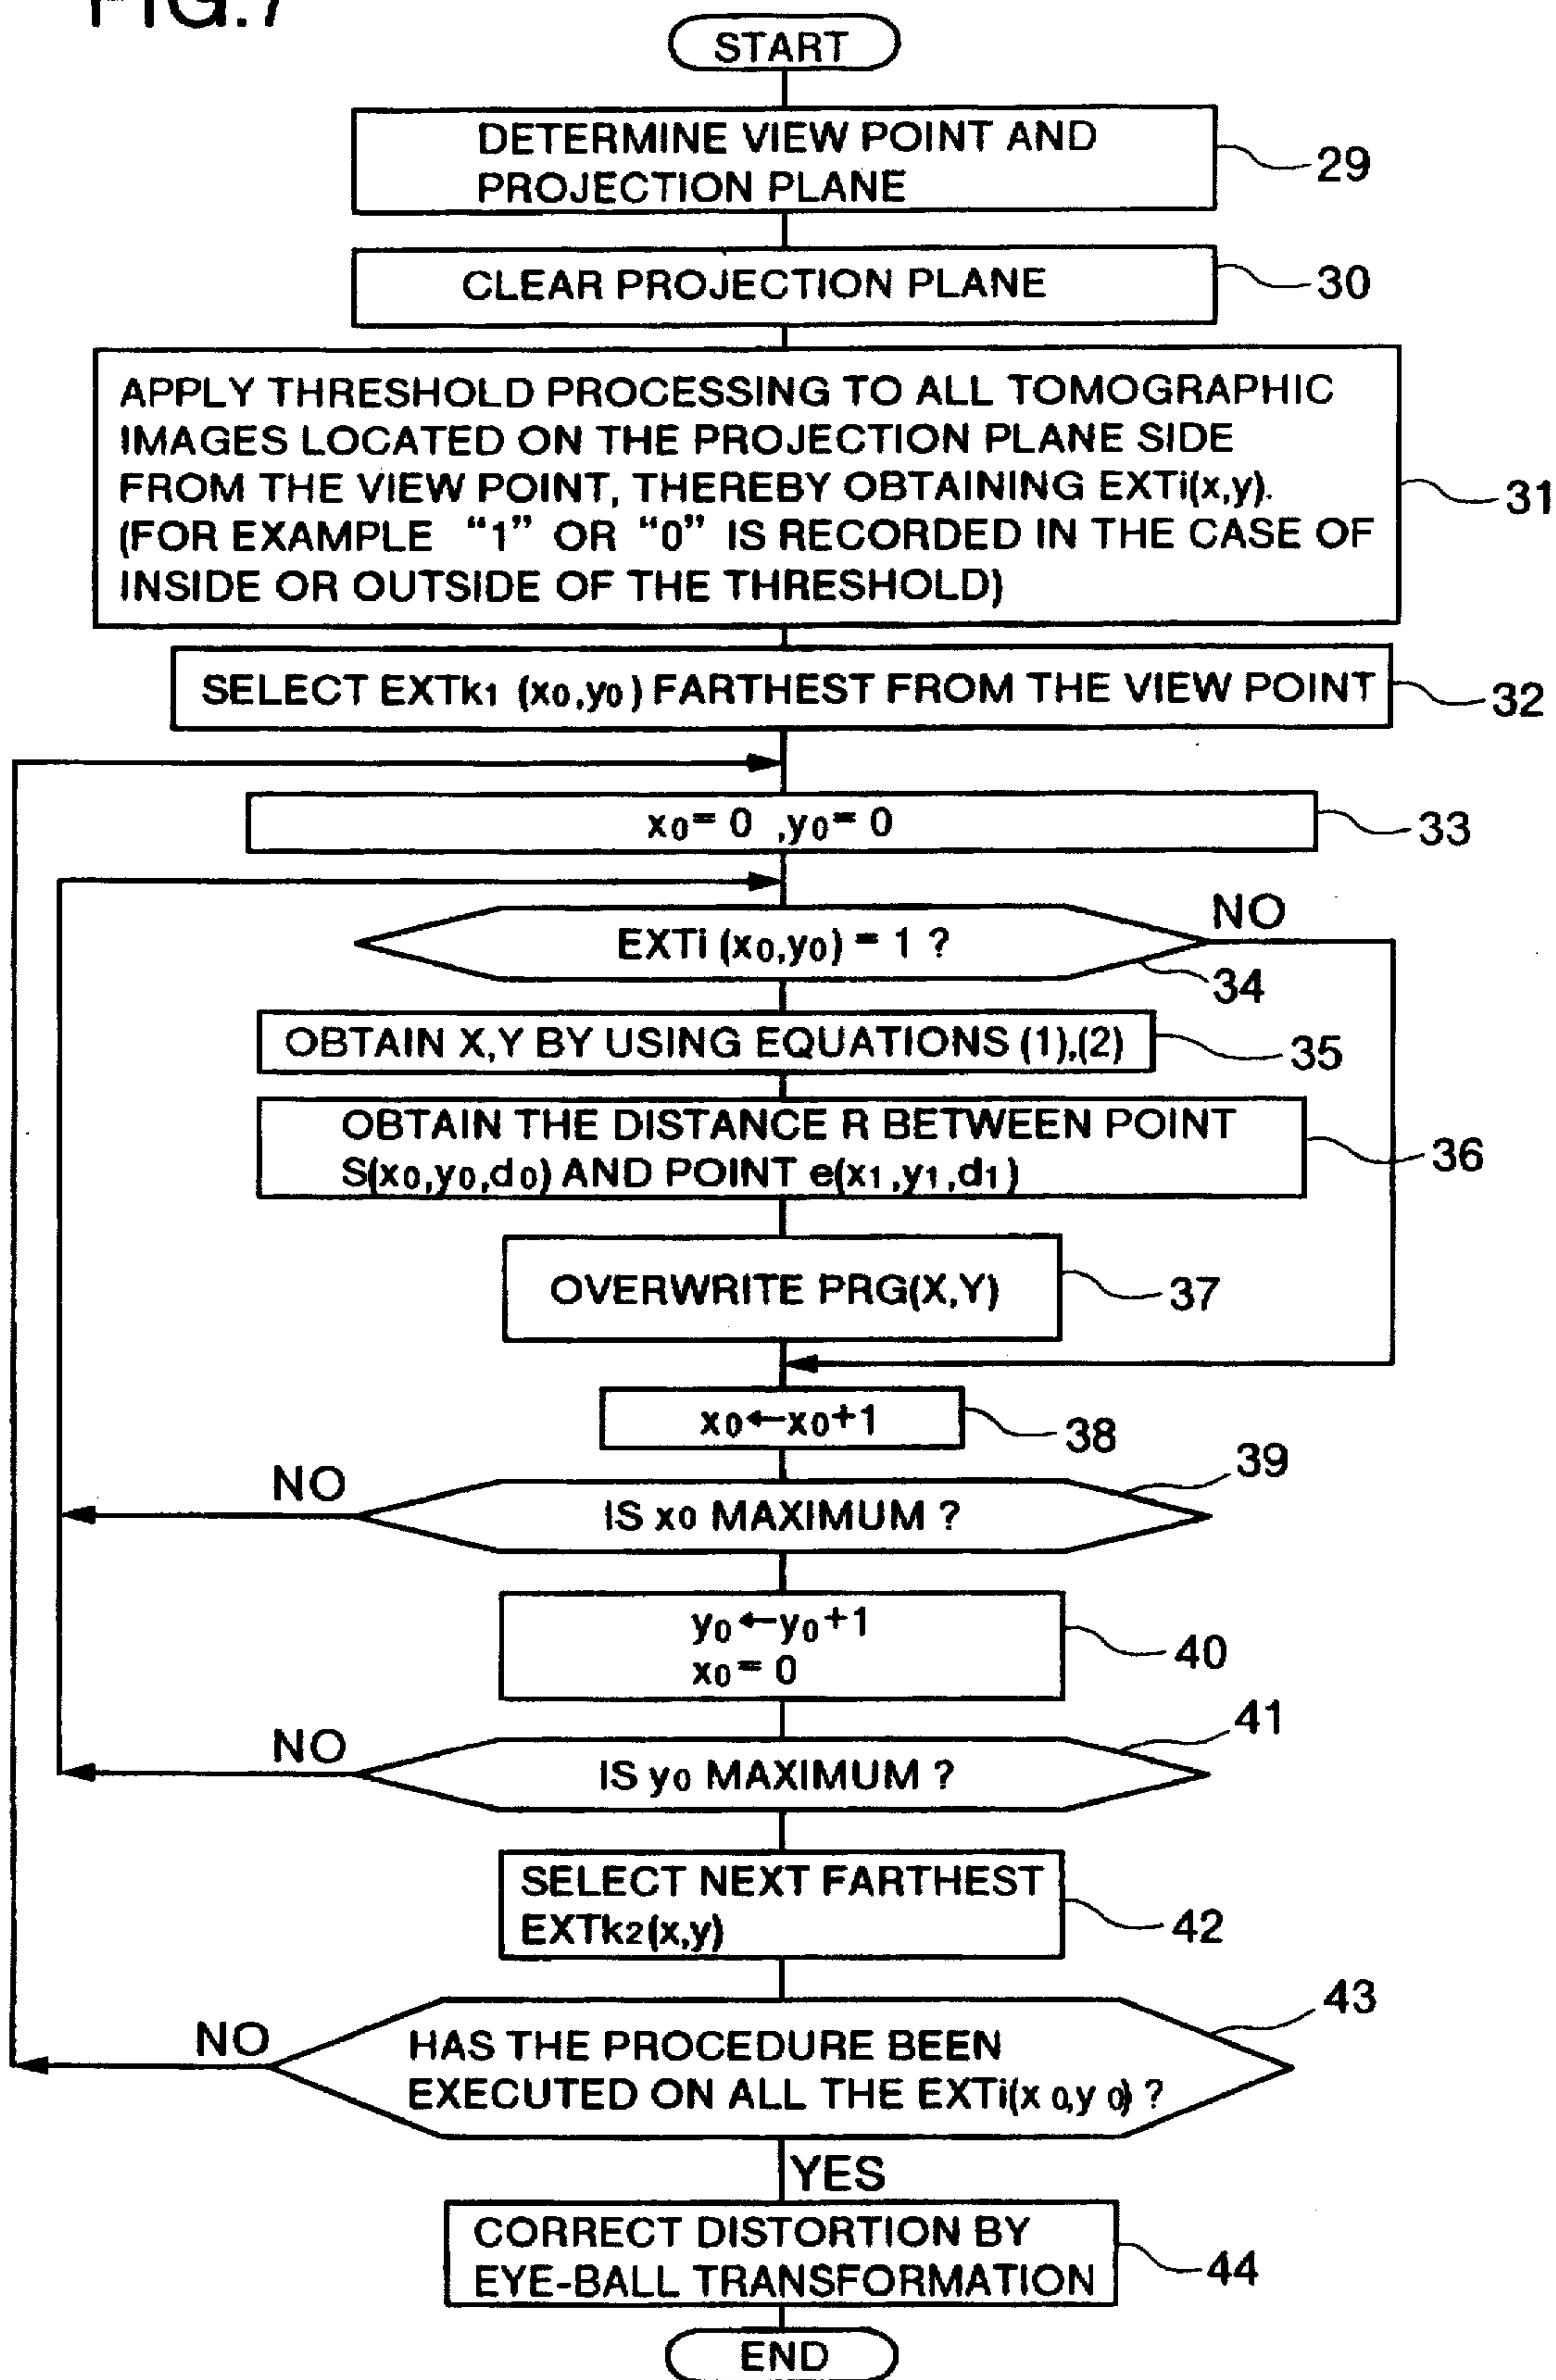 FIG.7
START
DETERMINE VIEW POINT AND
PROJECTION PLANE
29
CLEAR PROJECTION PLANE
30
APPLY THRESHOLD PROCESSING TO ALL TOMOGRAPHIC
IMAGES LOCATED ON THE PROJECTION PLANE SIDE
FROM THE VIEW POINT, THEREBY OBTAINING EXTi(x,y).
(FOR EXAMPLE “1” OR “0” IS RECORDED IN THE CASE OF
INSIDE OR OUTSIDE OF THE THRESHOLD)
31
SELECT EXTk1 (x0,y0) FARTHEST FROM THE VIEW POINT
32
x0= 0 ,y0= 0
33
NO
EXTi (x0,y0) = 1 ?
34
OBTAIN X,Y BY USING EQUATIONS (1),(2)
35
OBTAIN THE DISTANCE R BETWEEN POINT
S(x0,y0,d0) AND POINT e(x1,y1,d1)
36
OVERWRITE PRG(X,Y)
37
x0←x0+1
38
39
NO
IS x0 MAXIMUM ?
y0←y0+1
x0= 0
40
41
NO
IS y0 MAXIMUM ?
SELECT NEXT FARTHEST
EXTk2(x,y)
42
43
NO
HAS THE PROCEDURE BEEN
EXECUTED ON ALL THE EXTi(x 0,y 0) ?
YES
CORRECT DISTORTION BY
EYE-BALL TRANSFORMATION
44
END